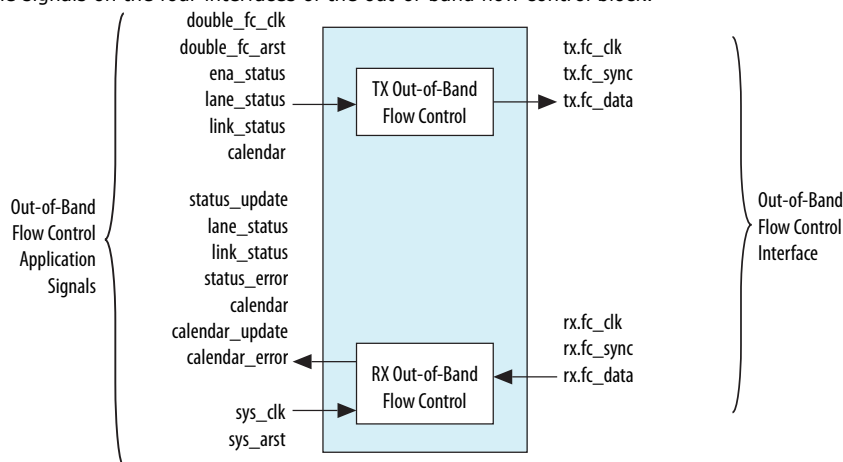 signals on the four interfaces of the out-of-band flow control block.
double_fc_clk
double_fc_arst
ena_status
lane_status
link_status
calendar
TX Out-of-Band
Flow Control
tx.fc_clk
tx.fc_sync
tx.fc_data
Out-of-Band
Flow Control
Application
Signals
status_update
lane_status
link_status
status_error
calendar
calendar_update
calendar_error
sys_clk
sys_arst
RX Out-of-Band
Flow Control
rx.fc_clk
rx.fc_sync
rx.fc_data
Out-of-Band
Flow Control
Interface